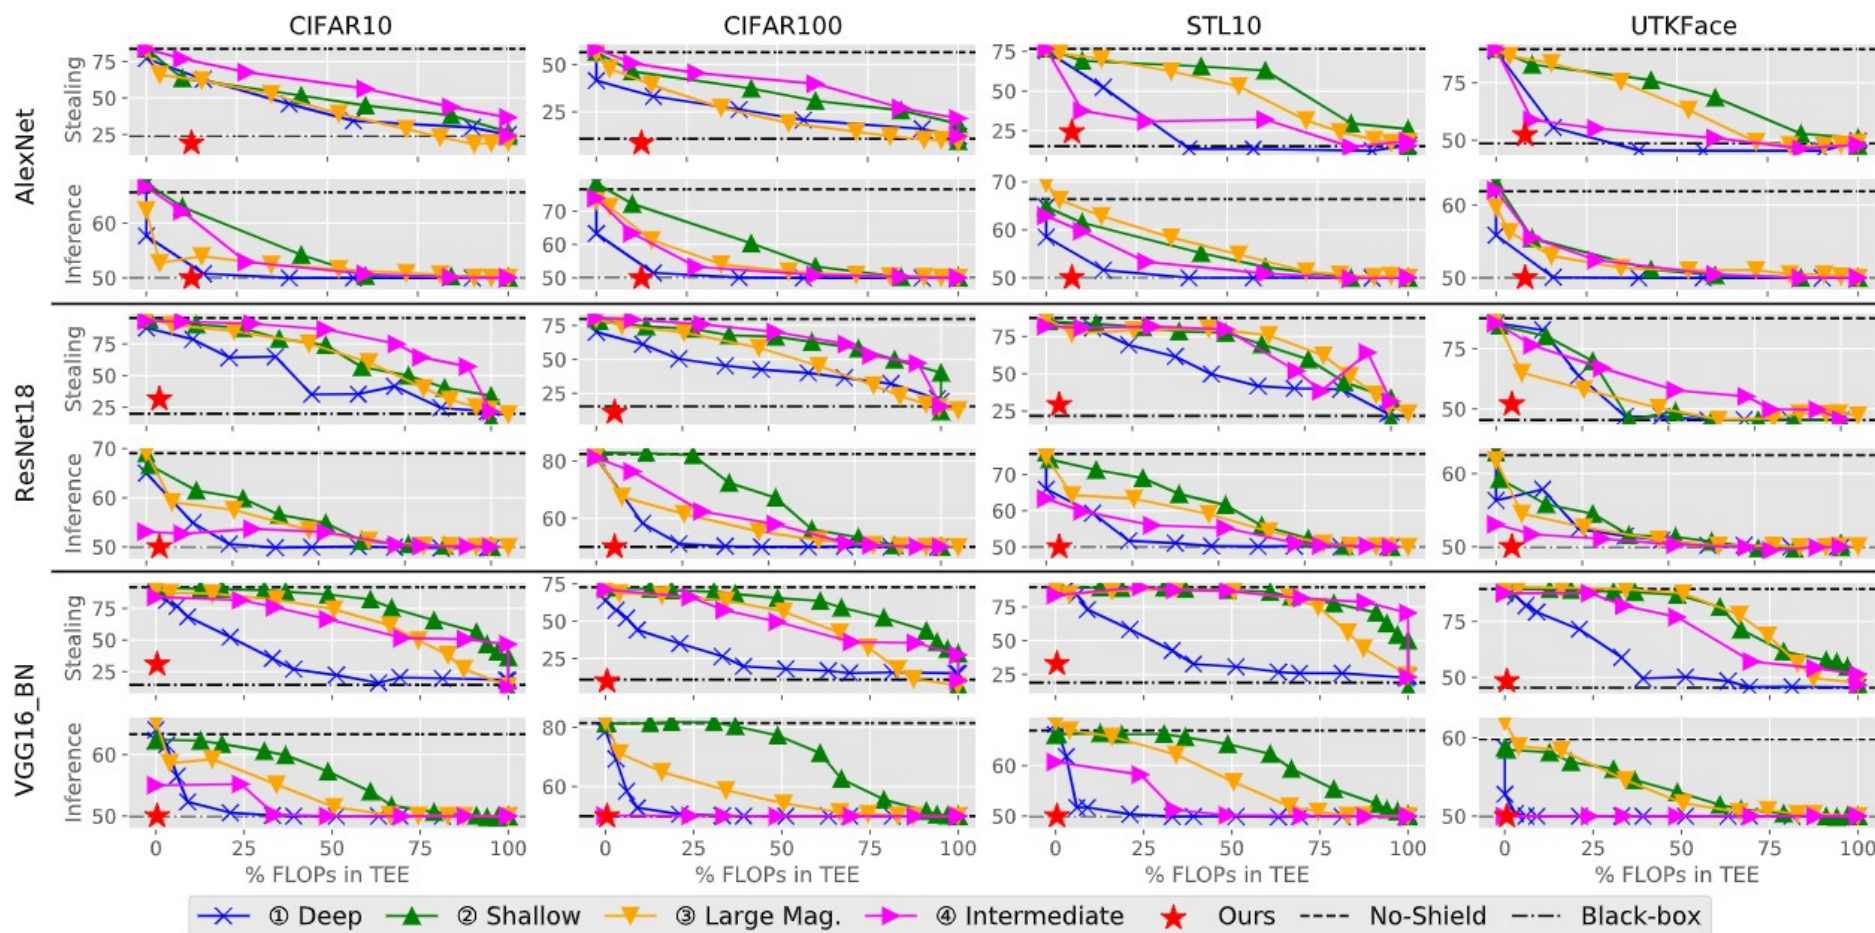 CIFAR10 CIFAR100 STL10 UTKFace
AlexNet
Stealing
75 50 25
50 25
75 50 25
75 50
Inference
60 50
70 60 50
70 60 50
60 50
ResNet18
Stealing
75 50 25
75 50 25
75 50 25
75 50
Inference
70 60 50
80 60
70 60 50
60 50
VGG16_BN
Stealing
75 50 25
75 50 25
75 50 25
75 50
Inference
60 50
80 60
60 50
60 50
0 25 50 75 100
0 25 50 75 100
0 25 50 75 100
0 25 50 75 100
% FLOPs in TEE % FLOPs in TEE % FLOPs in TEE % FLOPs in TEE
① Deep ② Shallow ③ Large Mag. ④ Intermediate Ours No-Shield Black-box